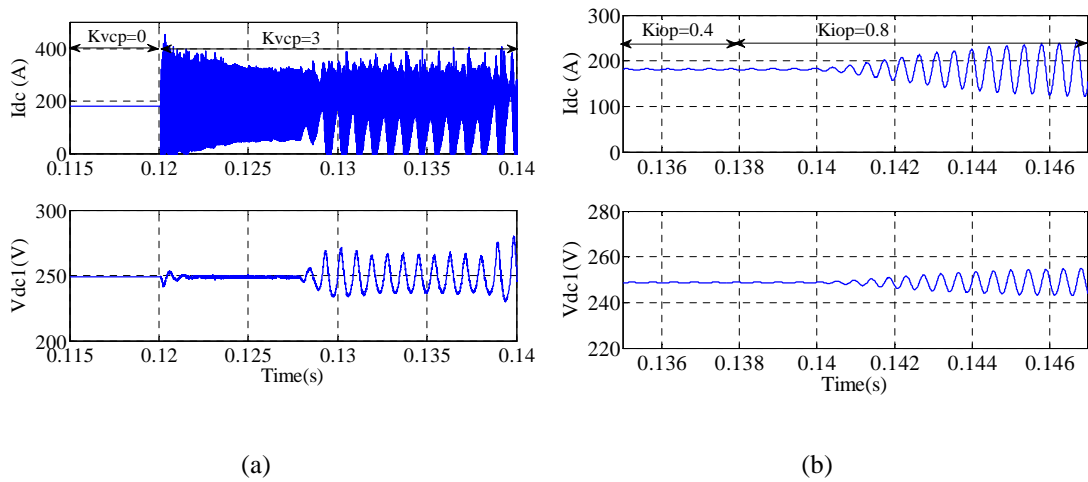 Kvcp=0
Kvcp=3
400
200
0
Idc (A)
0.115 0.12 0.125 0.13 0.135 0.14
300
250
200
Vdc1(V)
0.115 0.12 0.125 0.13 0.135 0.14
Time(s)
(a)
Kiop=0.4
Kiop=0.8
300
200
100
0
Idc (A)
0.136 0.138 0.14 0.142 0.144 0.146
280
260
240
220
Vdc1(V)
0.136 0.138 0.14 0.142 0.144 0.146
Time(s)
(b)